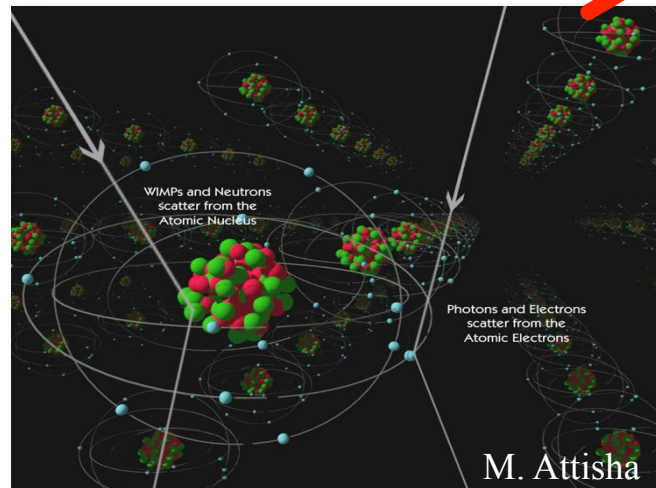 WIMPs and Neutrons
scatter from the
Atomic Nucleus
Photons and Electrons
scatter from the
Atomic Electrons
M. Attisha